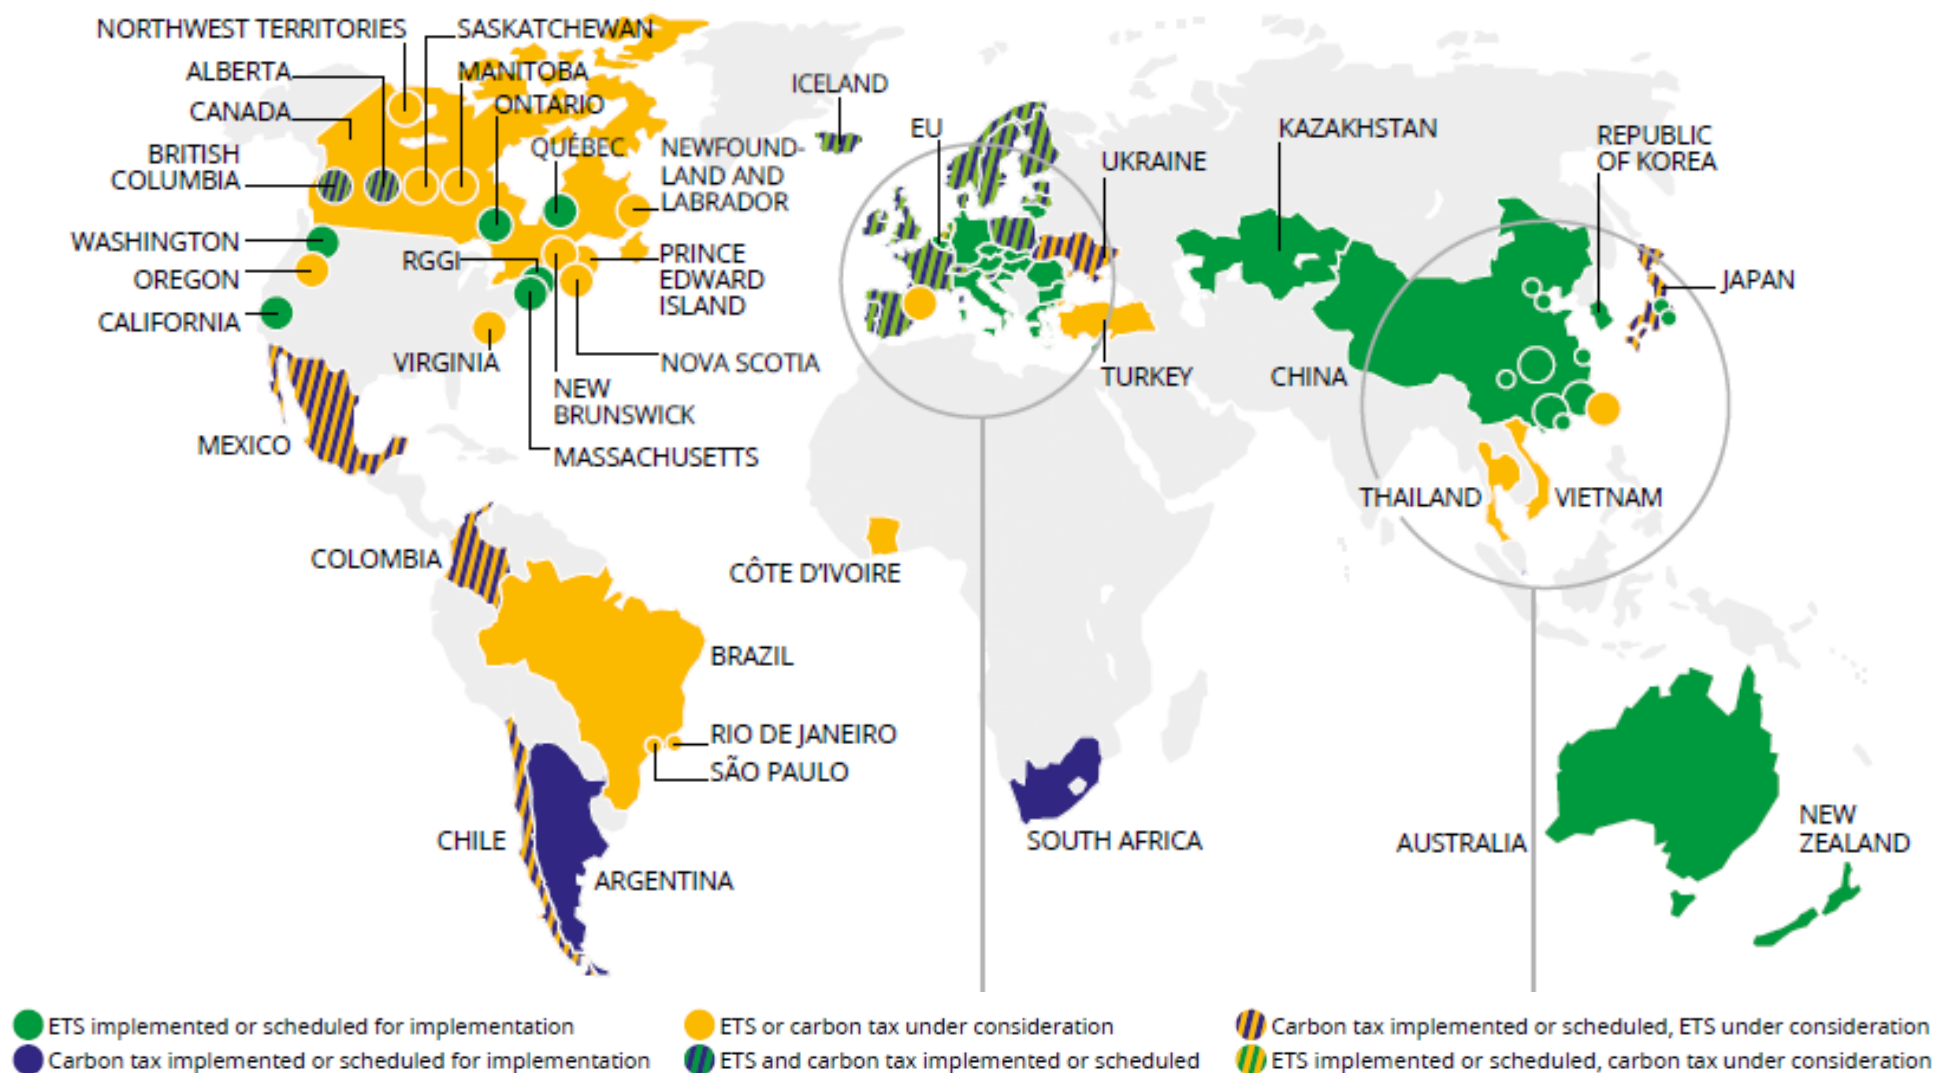 NORTHWEST TERRITORIES
SASKATCHEWAN
ALBERTA
MANITOBA
CANADA
ONTARIO
BRITISH
COLUMBIA
QUÉBEC
NEWFOUND-
LAND AND
LABRADOR
WASHINGTON
OREGON
RGGI
PRINCE
EDWARD
ISLAND
CALIFORNIA
VIRGINIA
NOVA SCOTIA
NEW
BRUNSWICK
MEXICO
MASSACHUSETTS
ICELAND
EU
UKRAINE
KAZAKHSTAN
REPUBLIC
OF KOREA
JAPAN
TURKEY
CHINA
THAILAND
VIETNAM
COLOMBIA
CÔTE D'IVOIRE
BRAZIL
RIO DE JANEIRO
SÃO PAULO
CHILE
ARGENTINA
SOUTH AFRICA
AUSTRALIA
NEW
ZEALAND
ETS implemented or scheduled for implementation
Carbon tax implemented or scheduled for implementation
ETS or carbon tax under consideration
ETS and carbon tax implemented or scheduled
Carbon tax implemented or scheduled, ETS under consideration
ETS implemented or scheduled, carbon tax under consideration